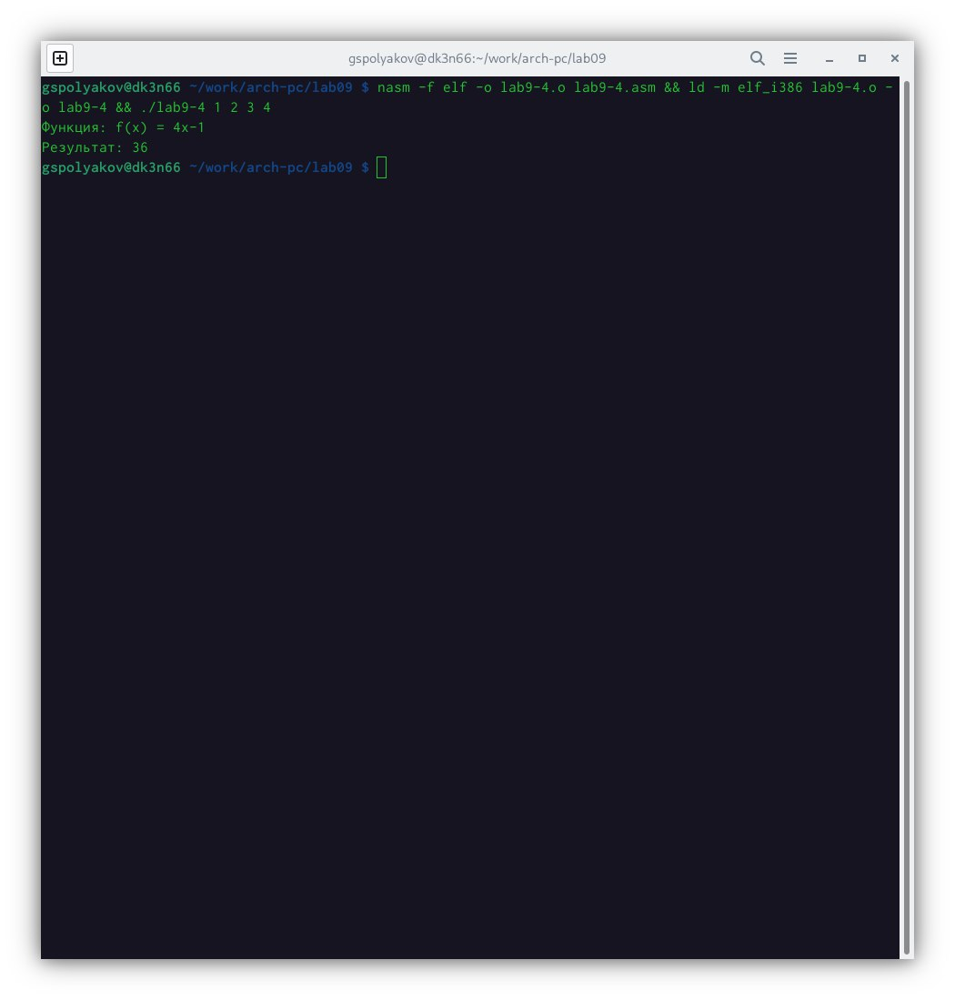 gspolyakov@dk3n66:~/work/arch-pc/lab09
gspolyakov@dk3n66 ~/work/arch-pc/lab09 $ nasm -f elf -o lab9-4.o lab9-4.asm && ld -m elf_i386 lab9-4.o -
o lab9-4 && ./lab9-4 1 2 3 4
Функция: f(x) = 4x-1
Результат: 36
gspolyakov@dk3n66 ~/work/arch-pc/lab09 $